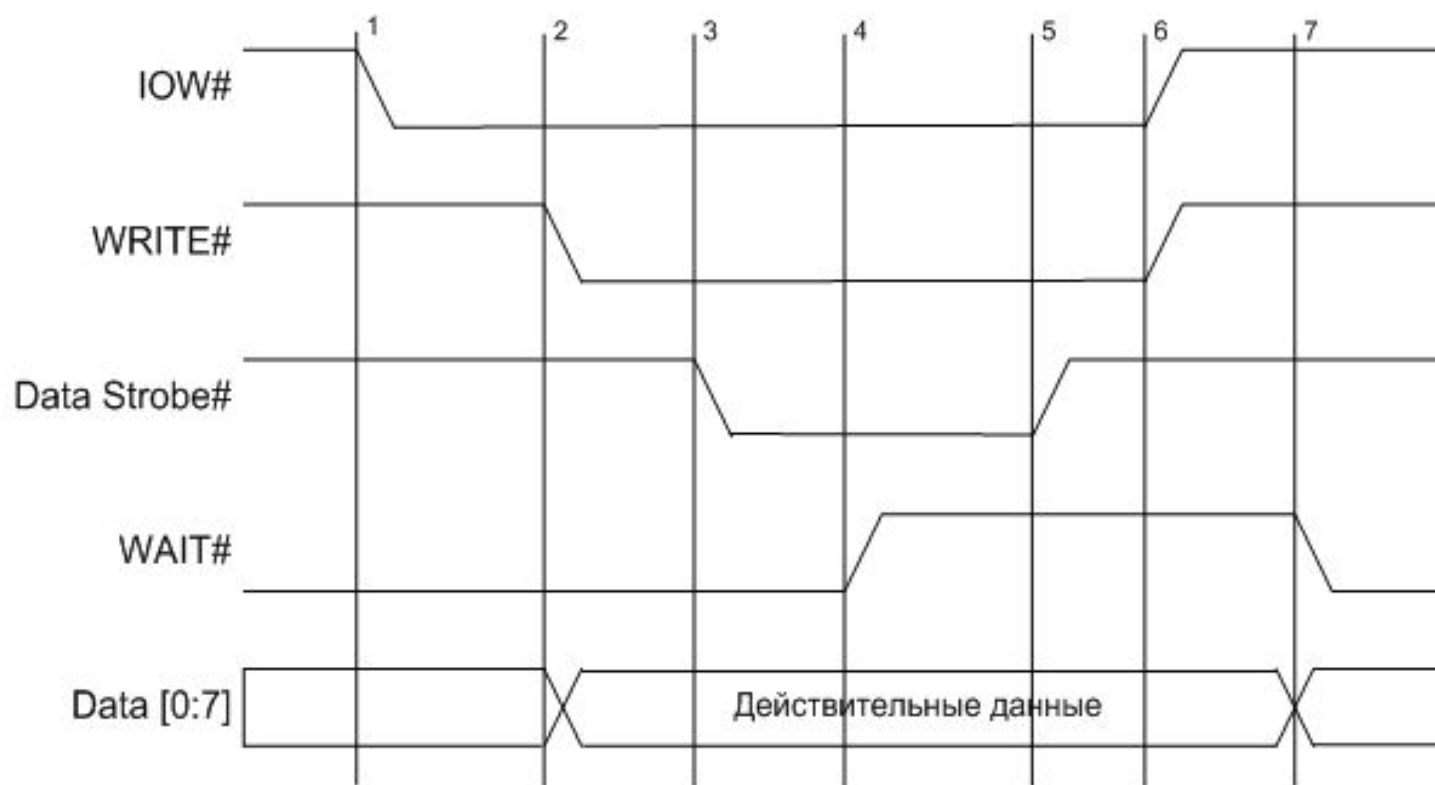 1 2 3 4 5 6 7
IOW#
WRITE#
Data Strobe#
WAIT#
Data [0:7]
Действительные данные